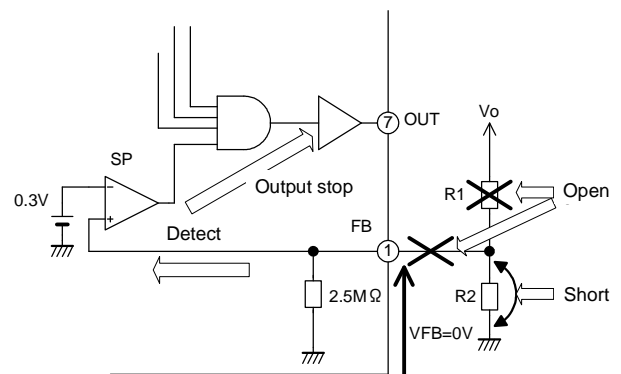 SP
7 OUT
Vo
0.3V
Output stop
R1
Open
Detect
FB
1
2.5MΩ
R2
Short
VFB=0V